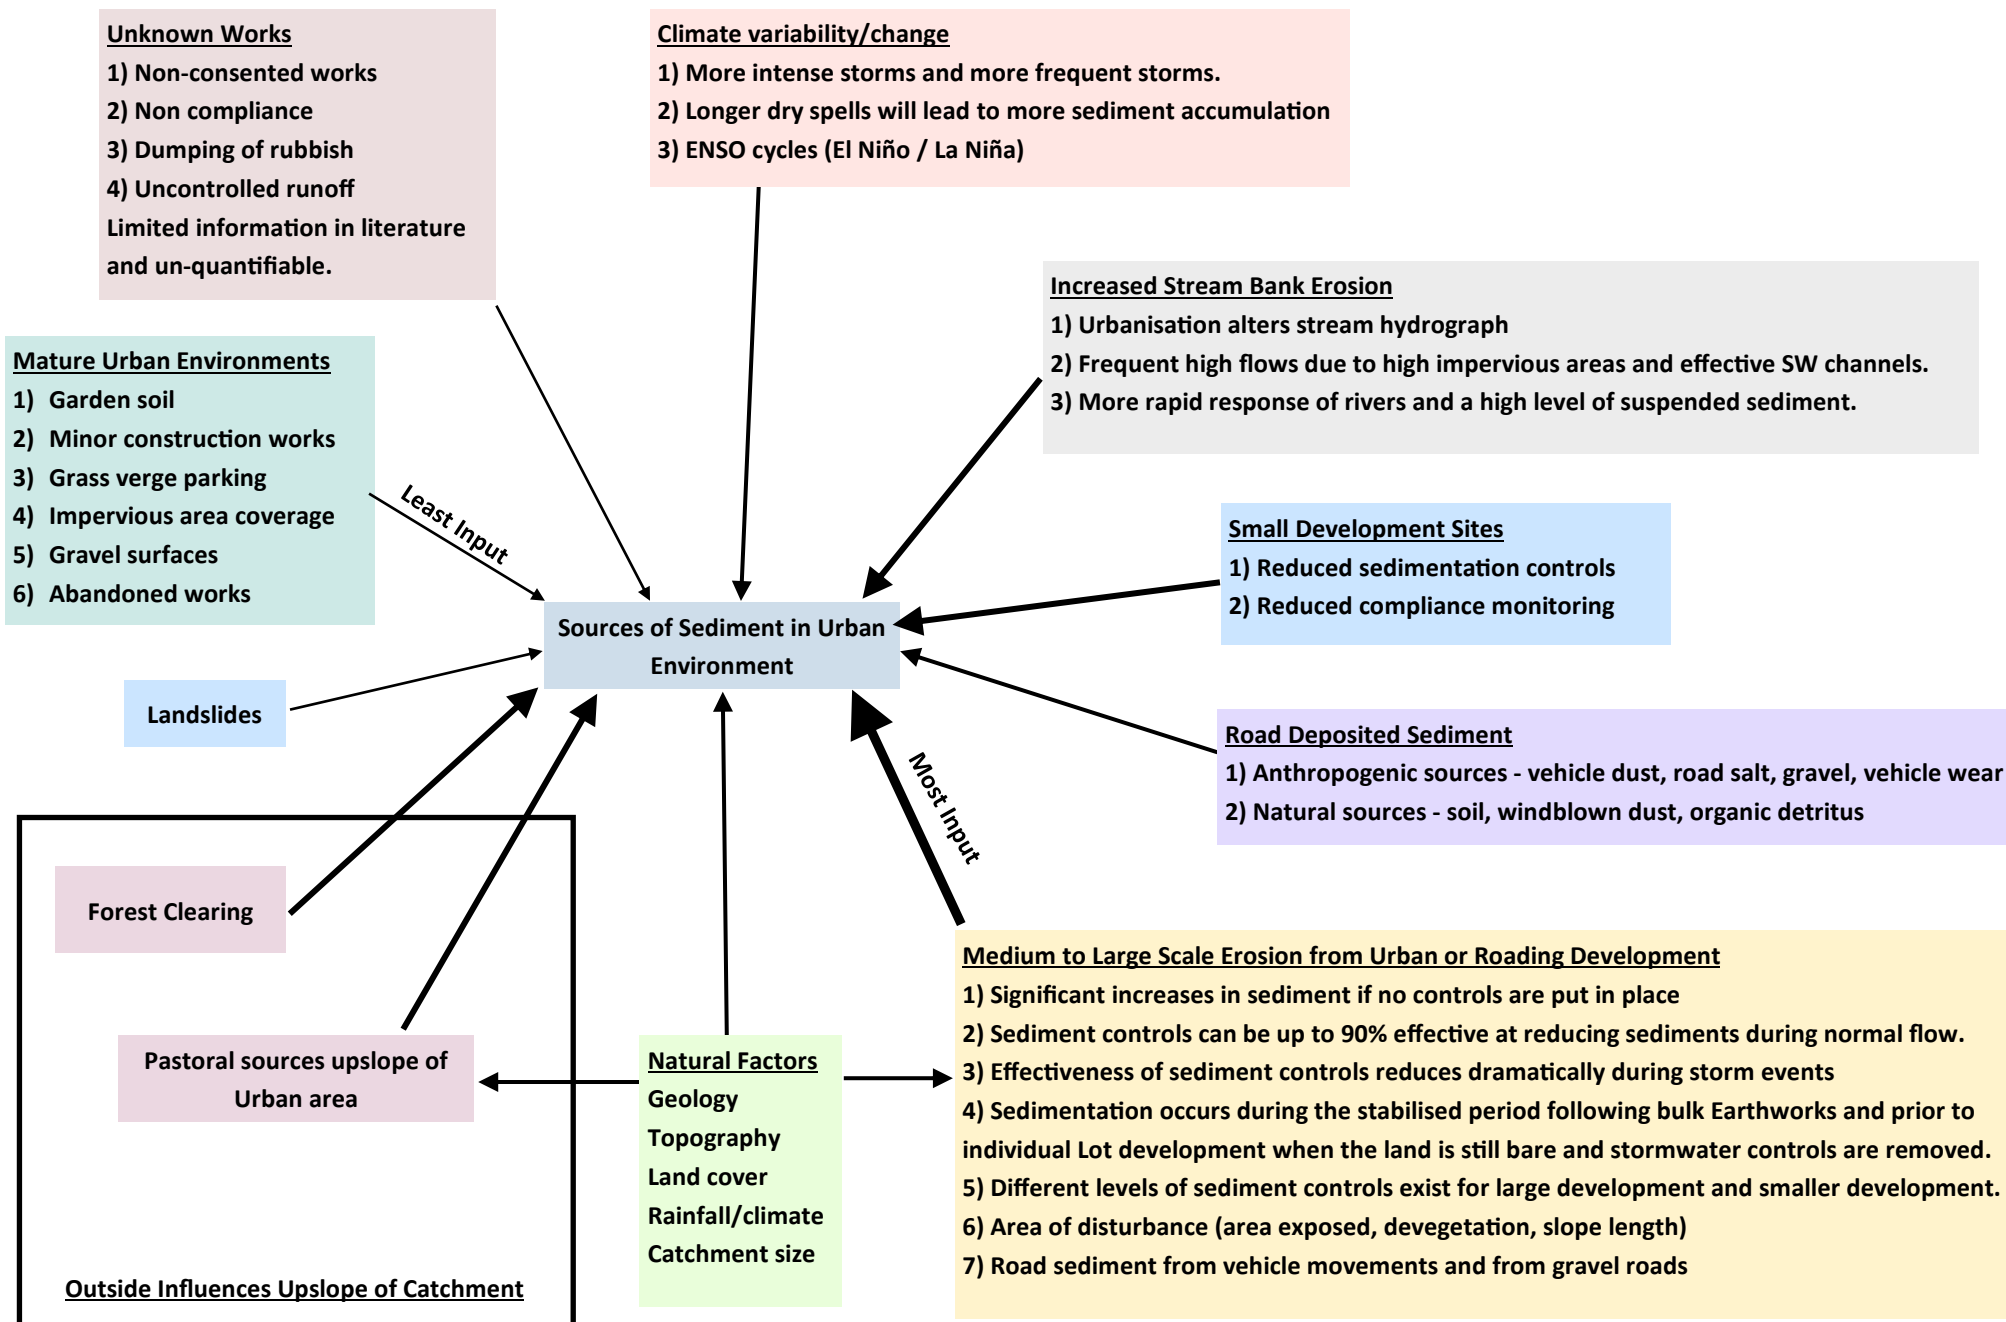 Unknown Works
1) Non-consented works
2) Non compliance
3) Dumping of rubbish
4) Uncontrolled runoff
Limited information in literature
and un-quantifiable.
Climate variability/change
1) More intense storms and more frequent storms.
2) Longer dry spells will lead to more sediment accumulation
3) ENSO cycles (El Niño / La Niña)
Increased Stream Bank Erosion
1) Urbanisation alters stream hydrograph
2) Frequent high flows due to high impervious areas and effective SW channels.
3) More rapid response of rivers and a high level of suspended sediment.
Mature Urban Environments
1) Garden soil
2) Minor construction works
3) Grass verge parking
4) Impervious area coverage
5) Gravel surfaces
6) Abandoned works
Least Input
Small Development Sites
1) Reduced sedimentation controls
2) Reduced compliance monitoring
Sources of Sediment in Urban
Environment
Landslides
Road Deposited Sediment
1) Anthropogenic sources - vehicle dust, road salt, gravel, vehicle wear
2) Natural sources - soil, windblown dust, organic detritus
Most Input
Forest Clearing
Pastoral sources upslope of
Urban area
Outside Influences Upslope of Catchment
Natural Factors
Geology
Topography
Land cover
Rainfall/climate
Catchment size
Medium to Large Scale Erosion from Urban or Roading Development
1) Significant increases in sediment if no controls are put in place
2) Sediment controls can be up to 90% effective at reducing sediments during normal flow.
3) Effectiveness of sediment controls reduces dramatically during storm events
4) Sedimentation occurs during the stabilised period following bulk Earthworks and prior to
individual Lot development when the land is still bare and stormwater controls are removed.
5) Different levels of sediment controls exist for large development and smaller development.
6) Area of disturbance (area exposed, devegetation, slope length)
7) Road sediment from vehicle movements and from gravel roads